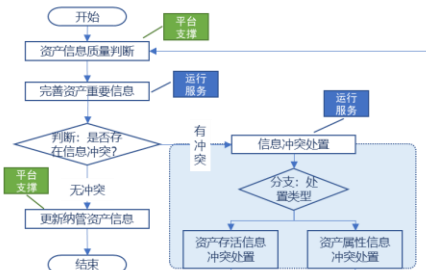 开始
平台
支撑
资产信息质量判断
完善资产重要信息
运行
服务
判断：是否存
在信息冲突？
有
冲
突
运行
服务
信息冲突处置
平台
支撑
无冲突
分支：处
置类型
更新纳管资产信息
资产存活信息
冲突处置
资产属性信息
冲突处置
结束